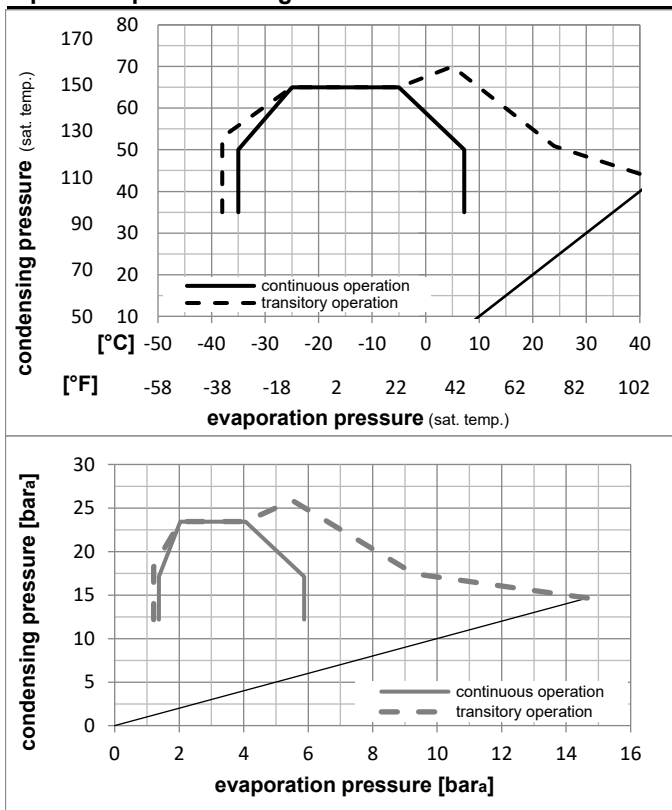 170 80
70
150 60
130 50
110 40
90 30
70 20
50 10
condensing pressure (sat. temp.)
continuous operation
transitory operation
[°C] -50 -40 -30 -20 -10 0 10 20 30 40
[°F] -58 -38 -18 2 22 42 62 82 102
evaporation pressure (sat. temp.)
30
25
20
15
10
5
0
condensing pressure [bara]
continuous operation
transitory operation
0 2 4 6 8 10 12 14 16
evaporation pressure [bara]